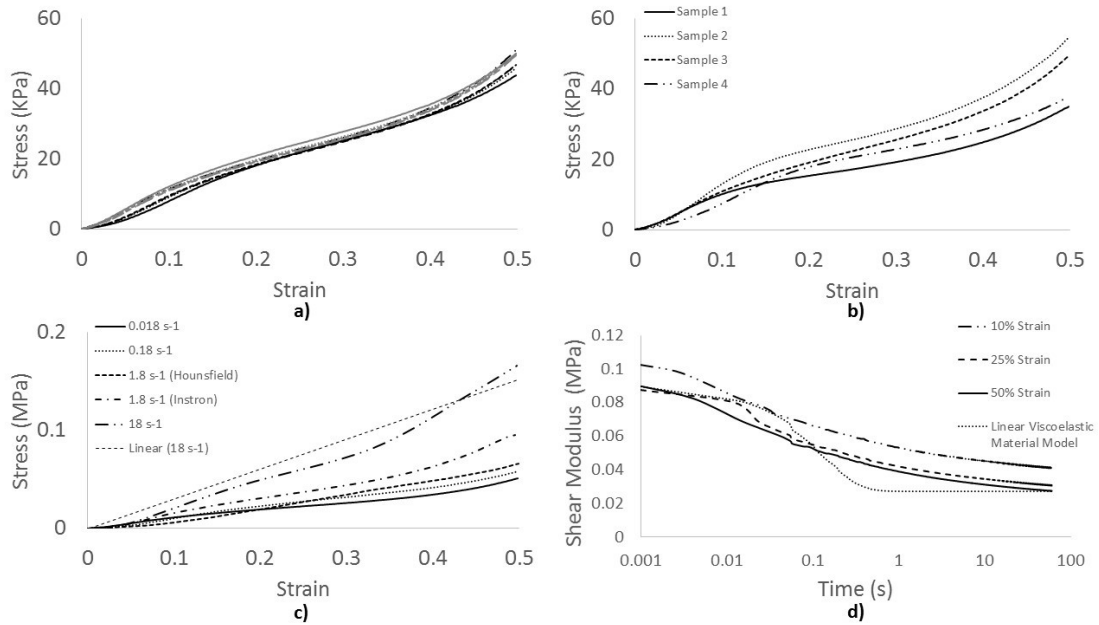 60
40
20
0
Stress (KPa)
0 0.1 0.2 0.3 0.4 0.5
Strain
a)
60
40
20
0
Stress (KPa)
Sample 1
Sample 2
Sample 3
Sample 4
0 0.1 0.2 0.3 0.4 0.5
Strain
b)
0.2
0.1
0
Stress (MPa)
0.018 s-1
0.18 s-1
1.8 s-1 (Hounsfield)
1.8 s-1 (Instron)
18 s-1
Linear (18 s-1)
0 0.1 0.2 0.3 0.4 0.5
Strain
c)
0.12
0.1
0.08
0.06
0.04
0.02
0
Shear Modulus (MPa)
10% Strain
25% Strain
50% Strain
Linear Viscoelastic
Material Model
0.001 0.01 0.1 1 10 100
Time (s)
d)